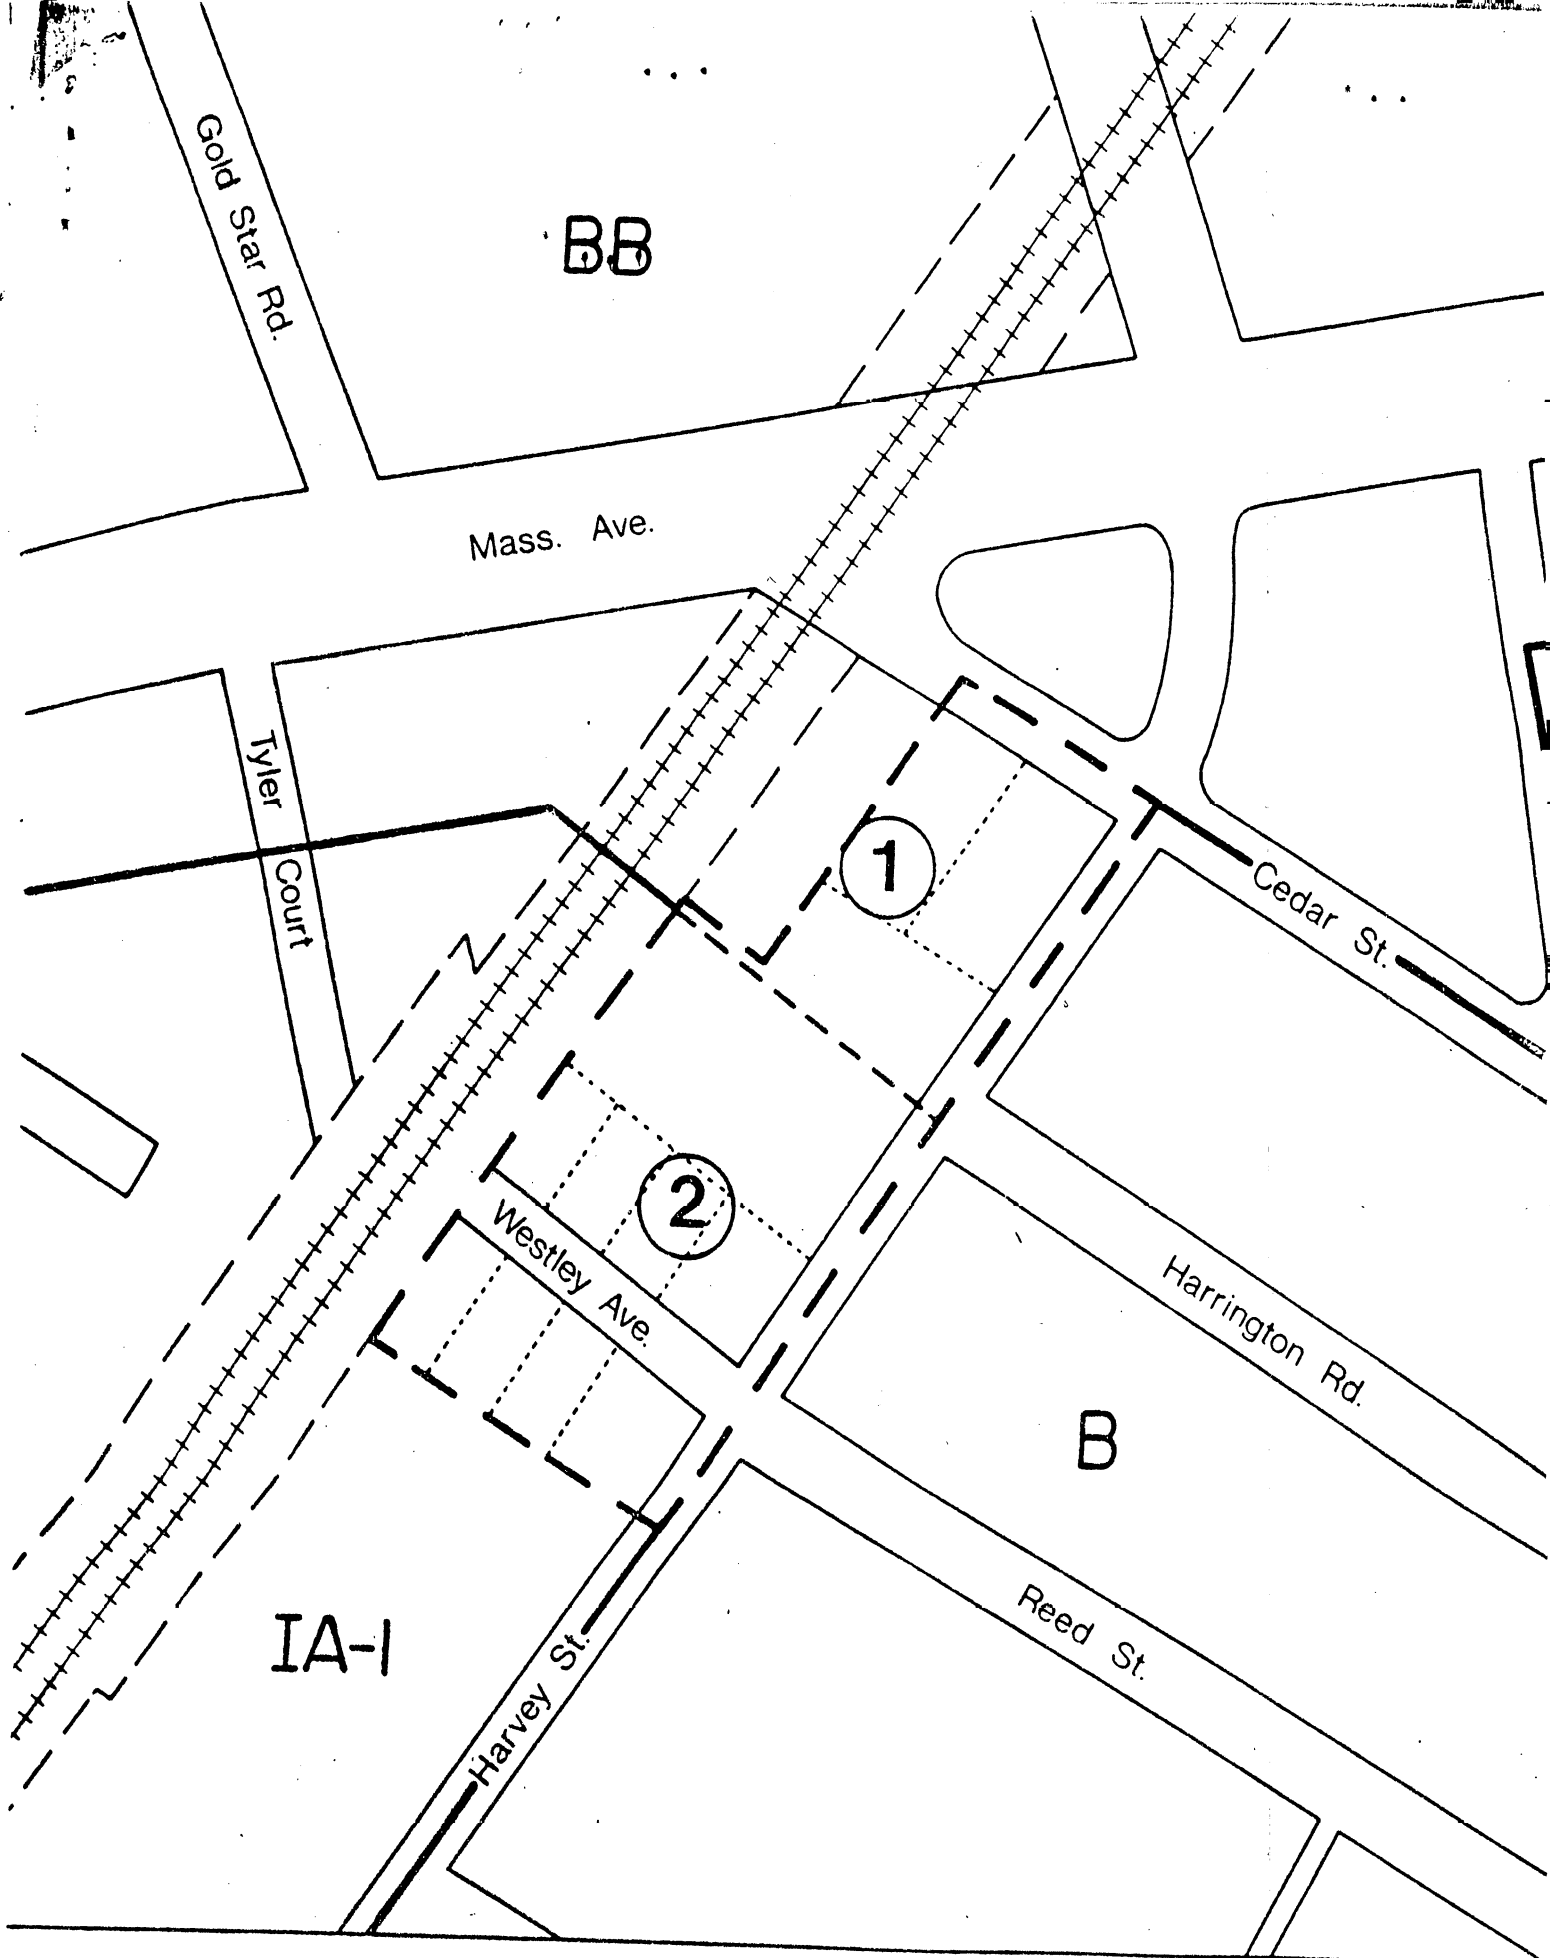 Gold Star Rd.
BB
Mass. Ave.
Tyler Court
1
Cedar St.
2
Westley Ave.
Harrington Rd.
B
Reed St.
IA-1
Harvey St.